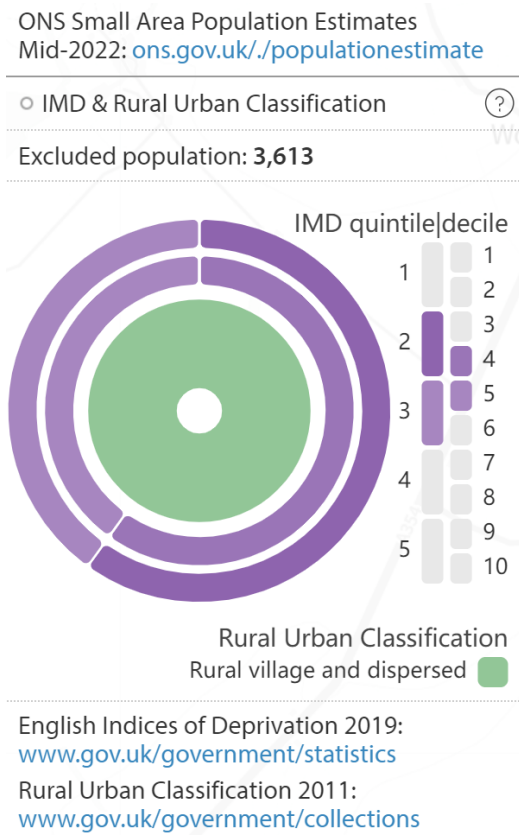 ONS Small Area Population Estimates
Mid-2022: ons.gov.uk/./populationestimate
IMD & Rural Urban Classification
?
Excluded population: 3,613
IMD quintile|decile
1
1
2
2
3
4
3
5
6
4
7
8
5
9
10
Rural Urban Classification
Rural village and dispersed
English Indices of Deprivation 2019:
www.gov.uk/government/statistics
Rural Urban Classification 2011:
www.gov.uk/government/collections